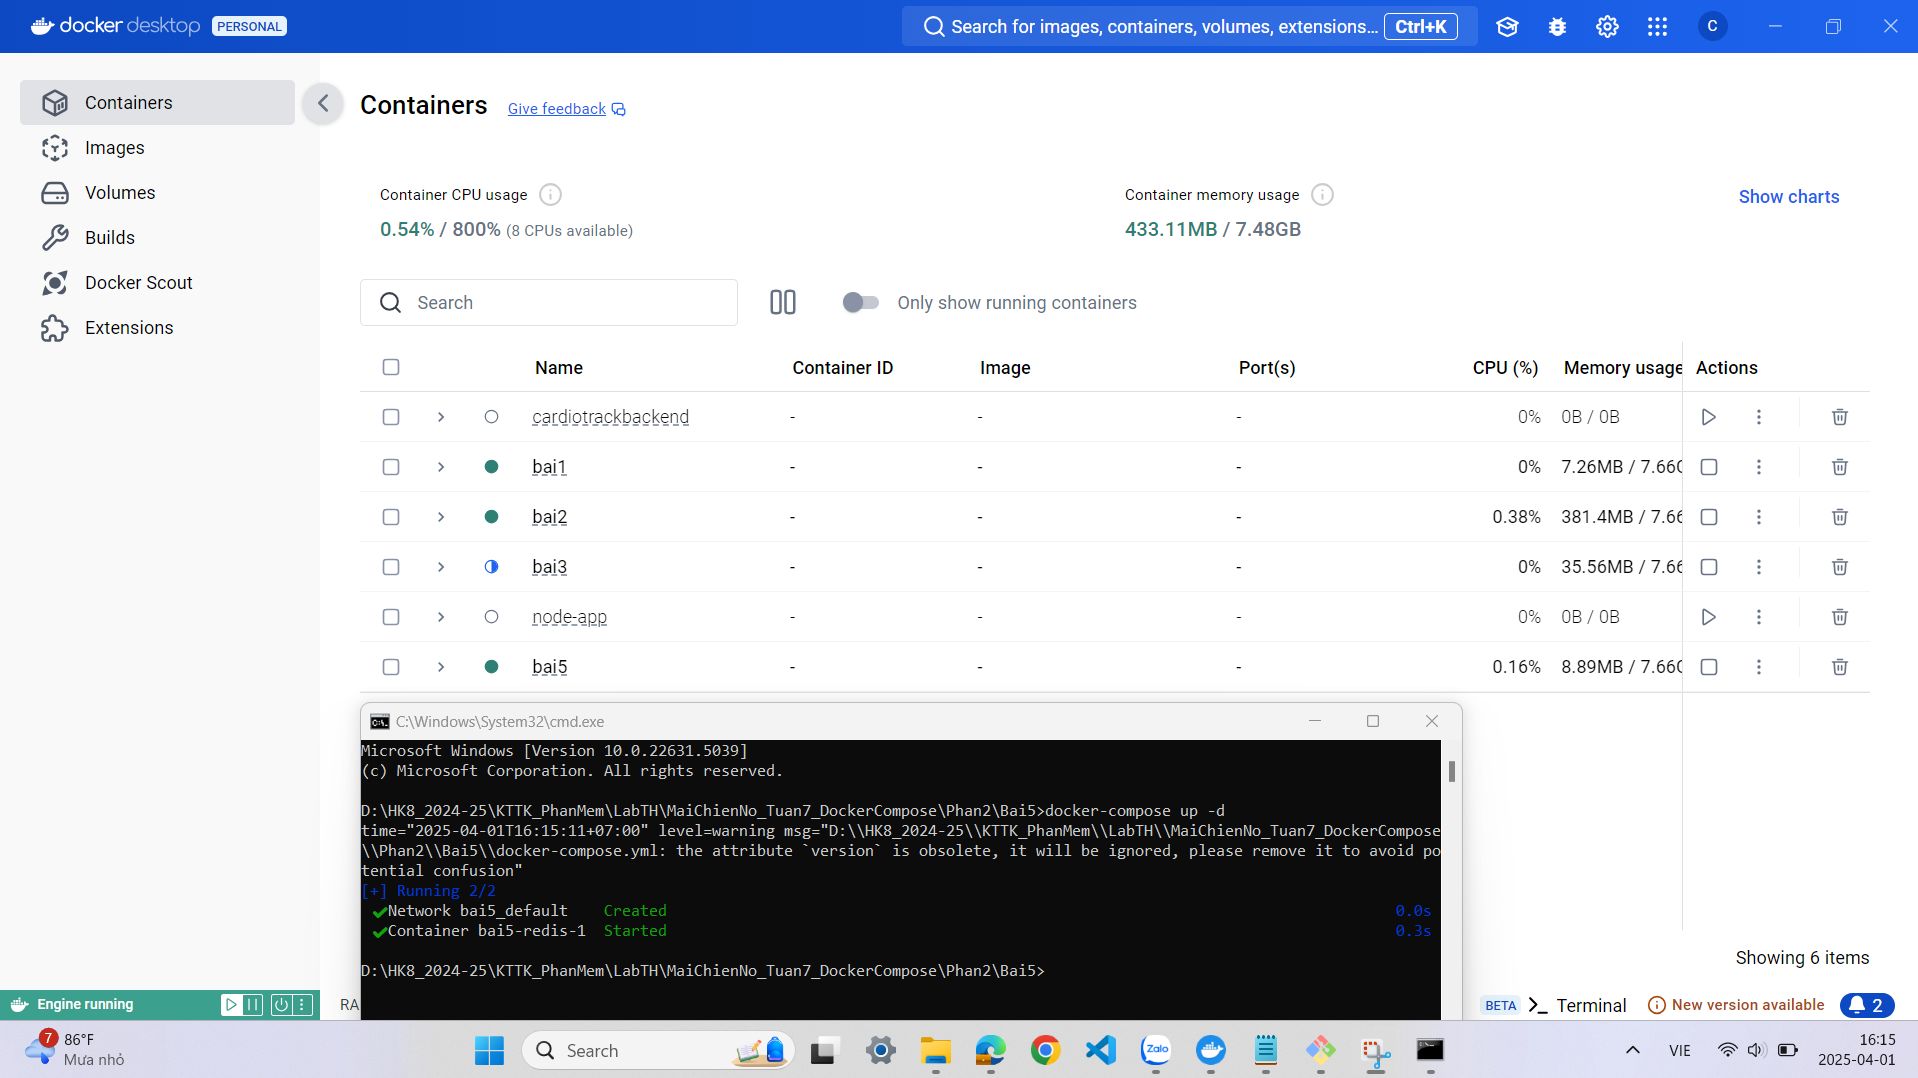 docker desktop PERSONAL
Search for images, containers, volumes, extensions... Ctrl+K
C
Containers
Images
Volumes
Builds
Docker Scout
Extensions
Containers Give feedback
Container CPU usage
0.54% / 800% (8 CPUs available)
Container memory usage
433.11MB / 7.48GB
Show charts
Search
Only show running containers
Name Container ID Image Port(s) CPU (%) Memory usage Actions
cardiotrackbackend - - - 0% 0B / 0B
bai1 - - - 0% 7.26MB / 7.66G
bai2 - - - 0.38% 381.4MB / 7.66
bai3 - - - 0% 35.56MB / 7.66
node-app - - - 0% 0B / 0B
bai5 - - - 0.16% 8.89MB / 7.66G
C:\Windows\System32\cmd.exe
Microsoft Windows [Version 10.0.22631.5039]
(c) Microsoft Corporation. All rights reserved.
D:\HK8_2024-25\KTTK_PhanMem\LabTH\MaiChienNo_Tuan7_DockerCompose\Phan2\Bai5>docker-compose up -d
time="2025-04-01T16:15:11+07:00" level=warning msg="D:\\HK8_2024-25\\KTTK_PhanMem\\LabTH\\MaiChienNo_Tuan7_DockerCompose
\\Phan2\\Bai5\\docker-compose.yml: the attribute `version` is obsolete, it will be ignored, please remove it to avoid po
tential confusion"
[+] Running 2/2
Network bai5_default Created 0.0s
Container bai5-redis-1 Started 0.3s
D:\HK8_2024-25\KTTK_PhanMem\LabTH\MaiChienNo_Tuan7_DockerCompose\Phan2\Bai5>
Showing 6 items
Engine running
RA
BETA Terminal New version available 2
7 86°F
Mưa nhỏ
Search
Zalo
VIE
16:15
2025-04-01